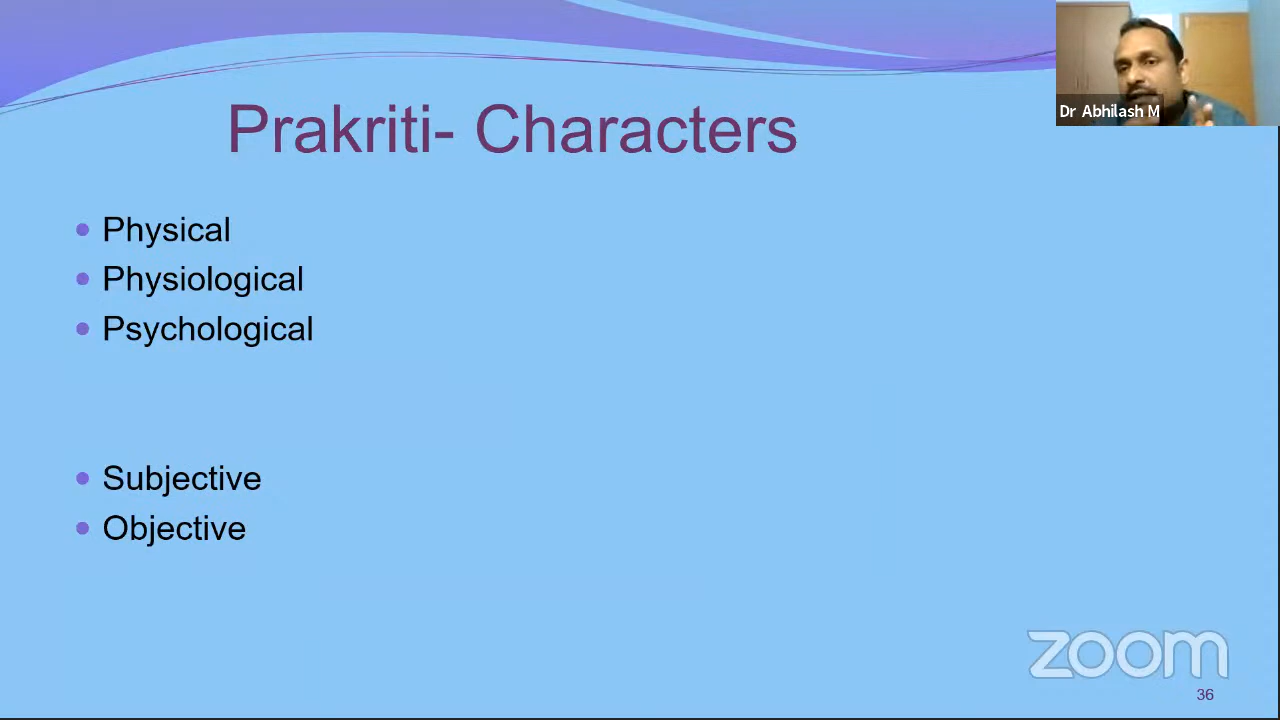 Dr Abhilash M
Prakriti- Characters
Physical
Physiological
Psychological
Subjective
Objective
zoom
36